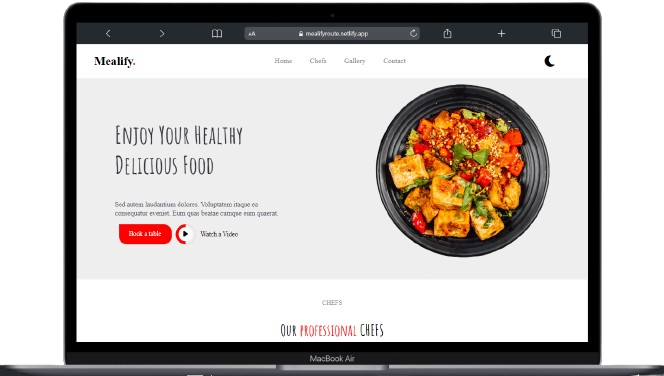 AA mealifyroute.netlify.app
Mealify.
Home Chefs Gallery Contact
Enjoy Your Healthy
Delicious Food
Sed autem laudantium dolores. Voluptatem itaque ea
consequatur eveniet. Eum quas beatae cumque eum quaerat.
Book a table Watch a Video
CHEFS
Our professional CHEFS
MacBook Air